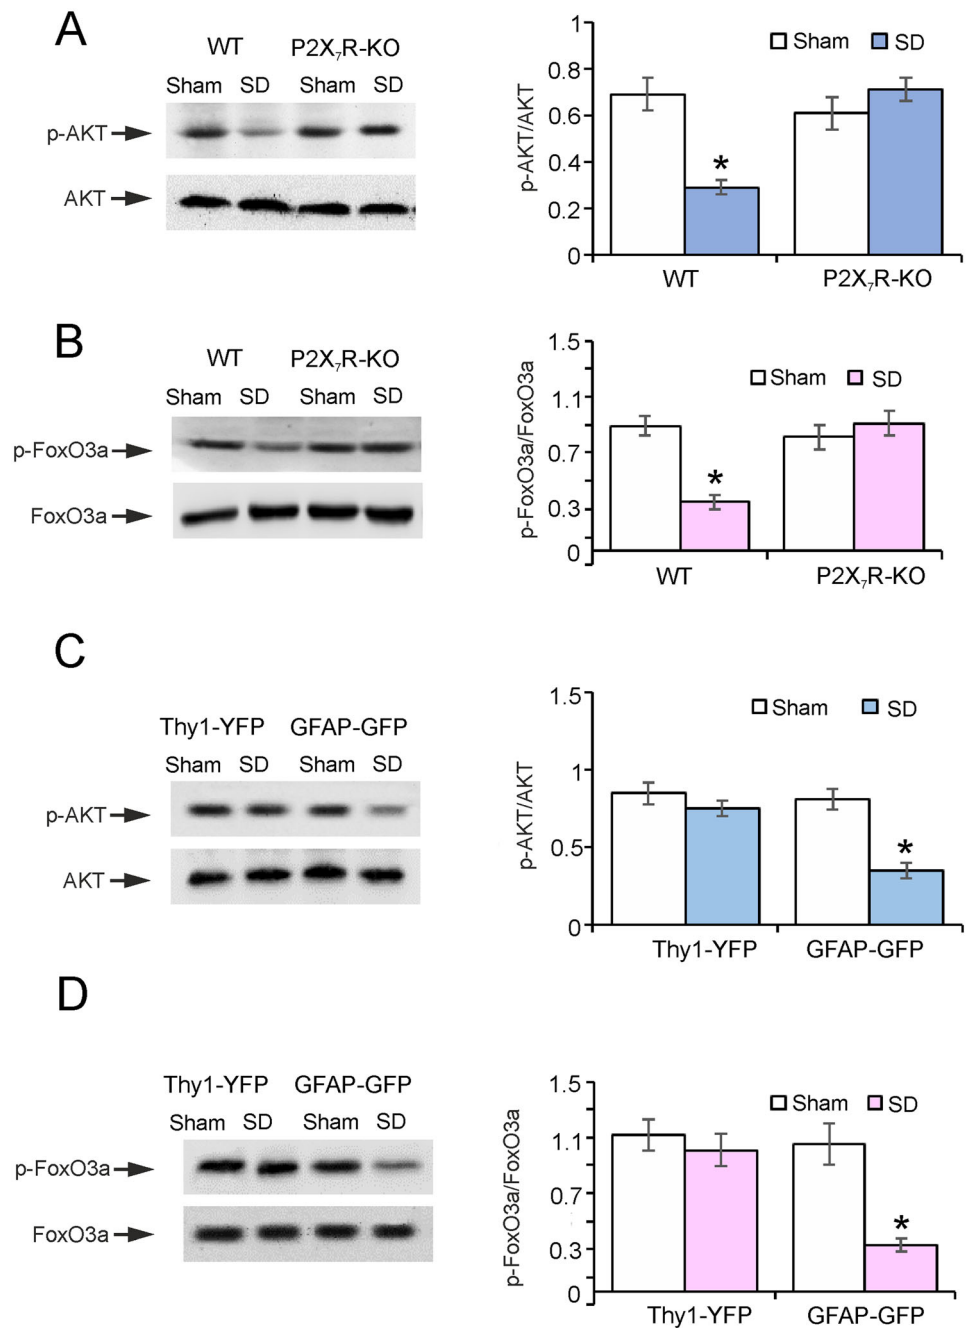 A
WT P2X₇R-KO
Sham SD Sham SD
p-AKT
AKT
p-AKT/AKT
1
0.8
0.6
0.4
0.2
0
Sham SD
*
WT P2X₇R-KO
B
WT P2X₇R-KO
Sham SD Sham SD
p-FoxO3a
FoxO3a
p-FoxO3a/FoxO3a
1.5
1.1
0.7
0.3
0
Sham SD
*
WT P2X₇R-KO
C
Thy1-YFP GFAP-GFP
Sham SD Sham SD
p-AKT
AKT
p-AKT/AKT
1.5
1
0.5
0
Sham SD
*
Thy1-YFP GFAP-GFP
D
Thy1-YFP GFAP-GFP
Sham SD Sham SD
p-FoxO3a
FoxO3a
p-FoxO3a/FoxO3a
1.5
1.1
0.7
0.3
0
Sham SD
*
Thy1-YFP GFAP-GFP